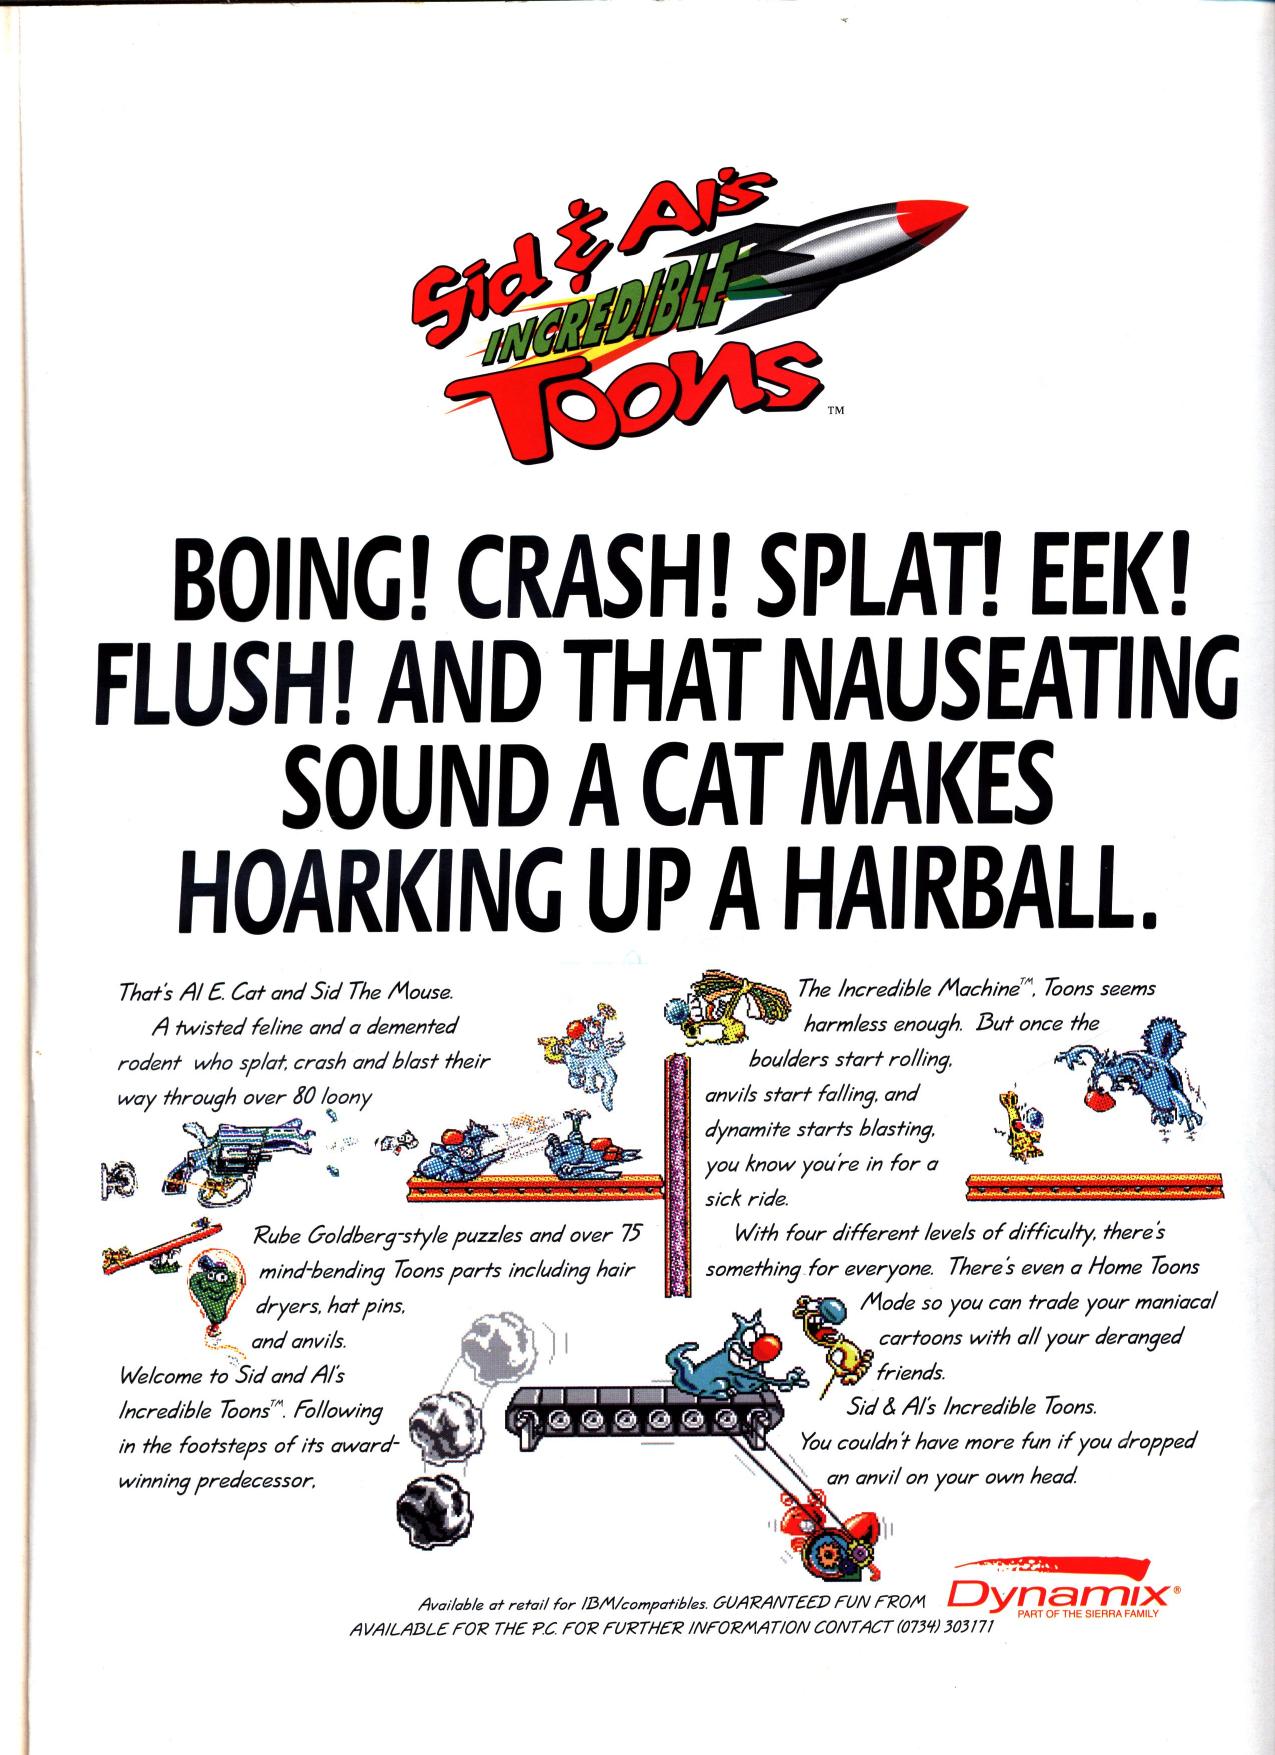 Sid & Al's
INCREDIBLE
Toons
TM
BOING! CRASH! SPLAT! EEK!
FLUSH! AND THAT NAUSEATING
SOUND A CAT MAKES
HOARKING UP A HAIRBALL.
That's Al E. Cat and Sid The Mouse.
A twisted feline and a demented
rodent who splat, crash and blast their
way through over 80 loony
Rube Goldberg-style puzzles and over 75
mind-bending Toons parts including hair
dryers, hat pins,
and anvils.
Welcome to Sid and Al's
Incredible Toons™. Following
in the footsteps of its award-
winning predecessor,
The Incredible Machine™, Toons seems
harmless enough. But once the
boulders start rolling,
anvils start falling, and
dynamite starts blasting,
you know you're in for a
sick ride.
With four different levels of difficulty, there's
something for everyone. There's even a Home Toons
Mode so you can trade your maniacal
cartoons with all your deranged
friends.
Sid & Al's Incredible Toons.
You couldn't have more fun if you dropped
an anvil on your own head.
Available at retail for IBM/compatibles. GUARANTEED FUN FROM
AVAILABLE FOR THE P.C. FOR FURTHER INFORMATION CONTACT (0734) 303171
Dynamix®
PART OF THE SIERRA FAMILY